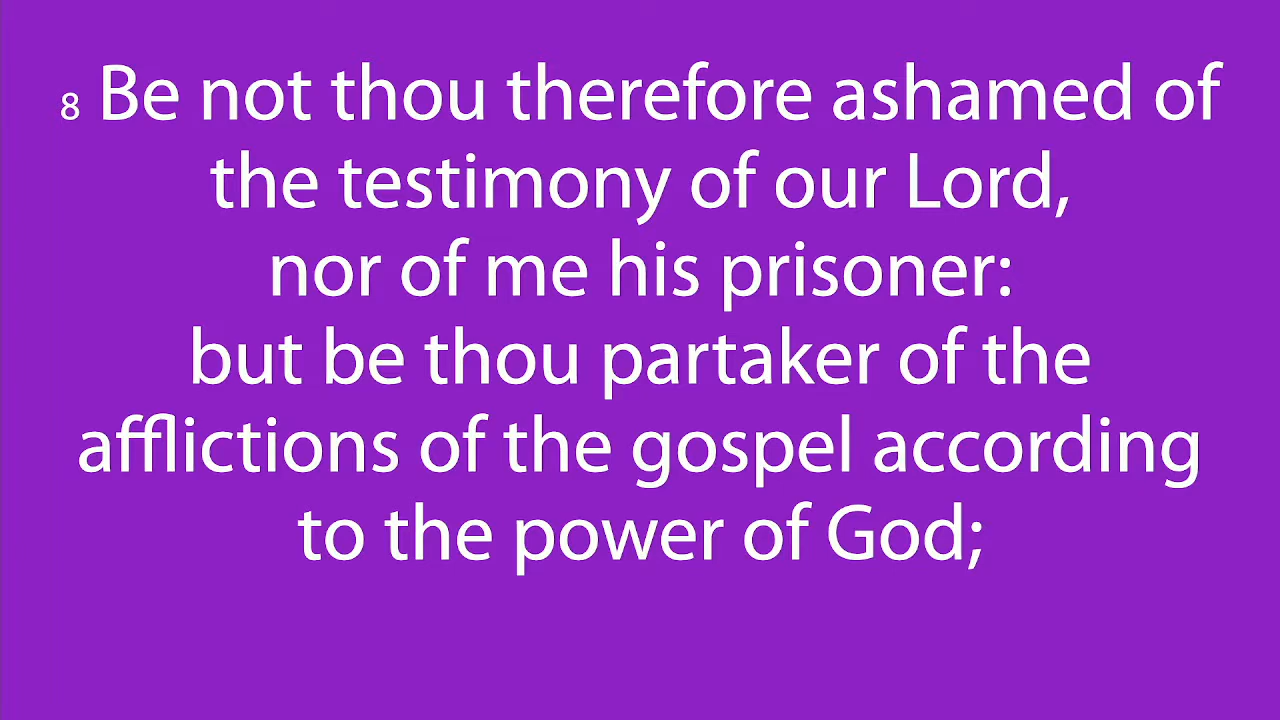 8 Be not thou therefore ashamed of
the testimony of our Lord,
nor of me his prisoner:
but be thou partaker of the
afflictions of the gospel according
to the power of God;